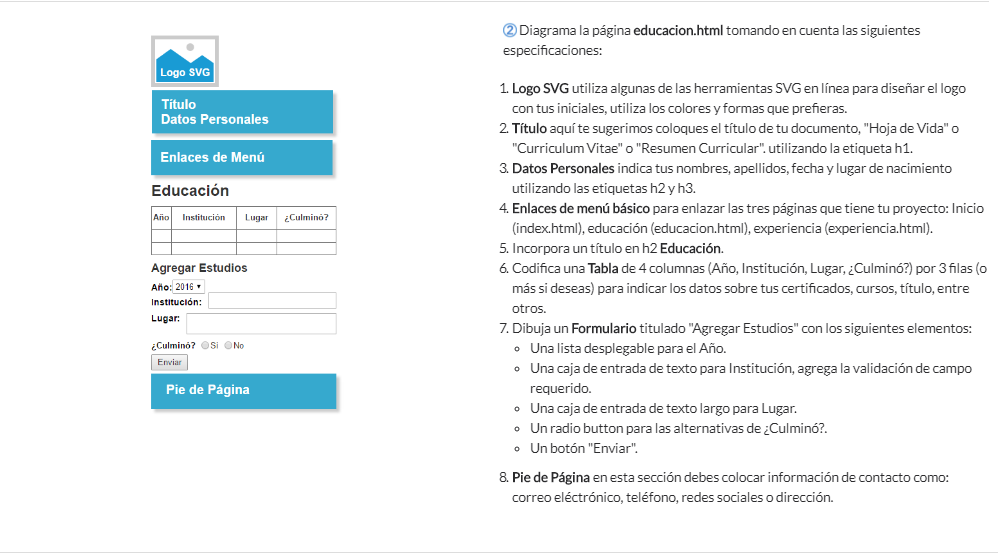 Logo SVG
Título
Datos Personales
Enlaces de Menú
Educación
Año Institución Lugar ¿Culminó?
Agregar Estudios
Año: 2016
Institución:
Lugar:
¿Culminó? Si No
Enviar
Pie de Página
2 Diagrama la página educacion.html tomando en cuenta las siguientes
especificaciones:
1. Logo SVG utiliza algunas de las herramientas SVG en línea para diseñar el logo
con tus iniciales, utiliza los colores y formas que prefieras.
2. Título aquí te sugerimos coloques el título de tu documento, "Hoja de Vida" o
"Curriculum Vitae" o "Resumen Curricular". utilizando la etiqueta h1.
3. Datos Personales indica tus nombres, apellidos, fecha y lugar de nacimiento
utilizando las etiquetas h2 y h3.
4. Enlaces de menú básico para enlazar las tres páginas que tiene tu proyecto: Inicio
(index.html), educación (educacion.html), experiencia (experiencia.html).
5. Incorpora un título en h2 Educación.
6. Codifica una Tabla de 4 columnas (Año, Institución, Lugar, ¿Culminó?) por 3 filas (o
más si deseas) para indicar los datos sobre tus certificados, cursos, título, entre
otros.
7. Dibuja un Formulario titulado "Agregar Estudios" con los siguientes elementos:
Una lista desplegable para el Año.
Una caja de entrada de texto para Institución, agrega la validación de campo
requerido.
Una caja de entrada de texto largo para Lugar.
Un radio button para las alternativas de ¿Culminó?.
Un botón "Enviar".
8. Pie de Página en esta sección debes colocar información de contacto como:
correo eléctrónico, teléfono, redes sociales o dirección.